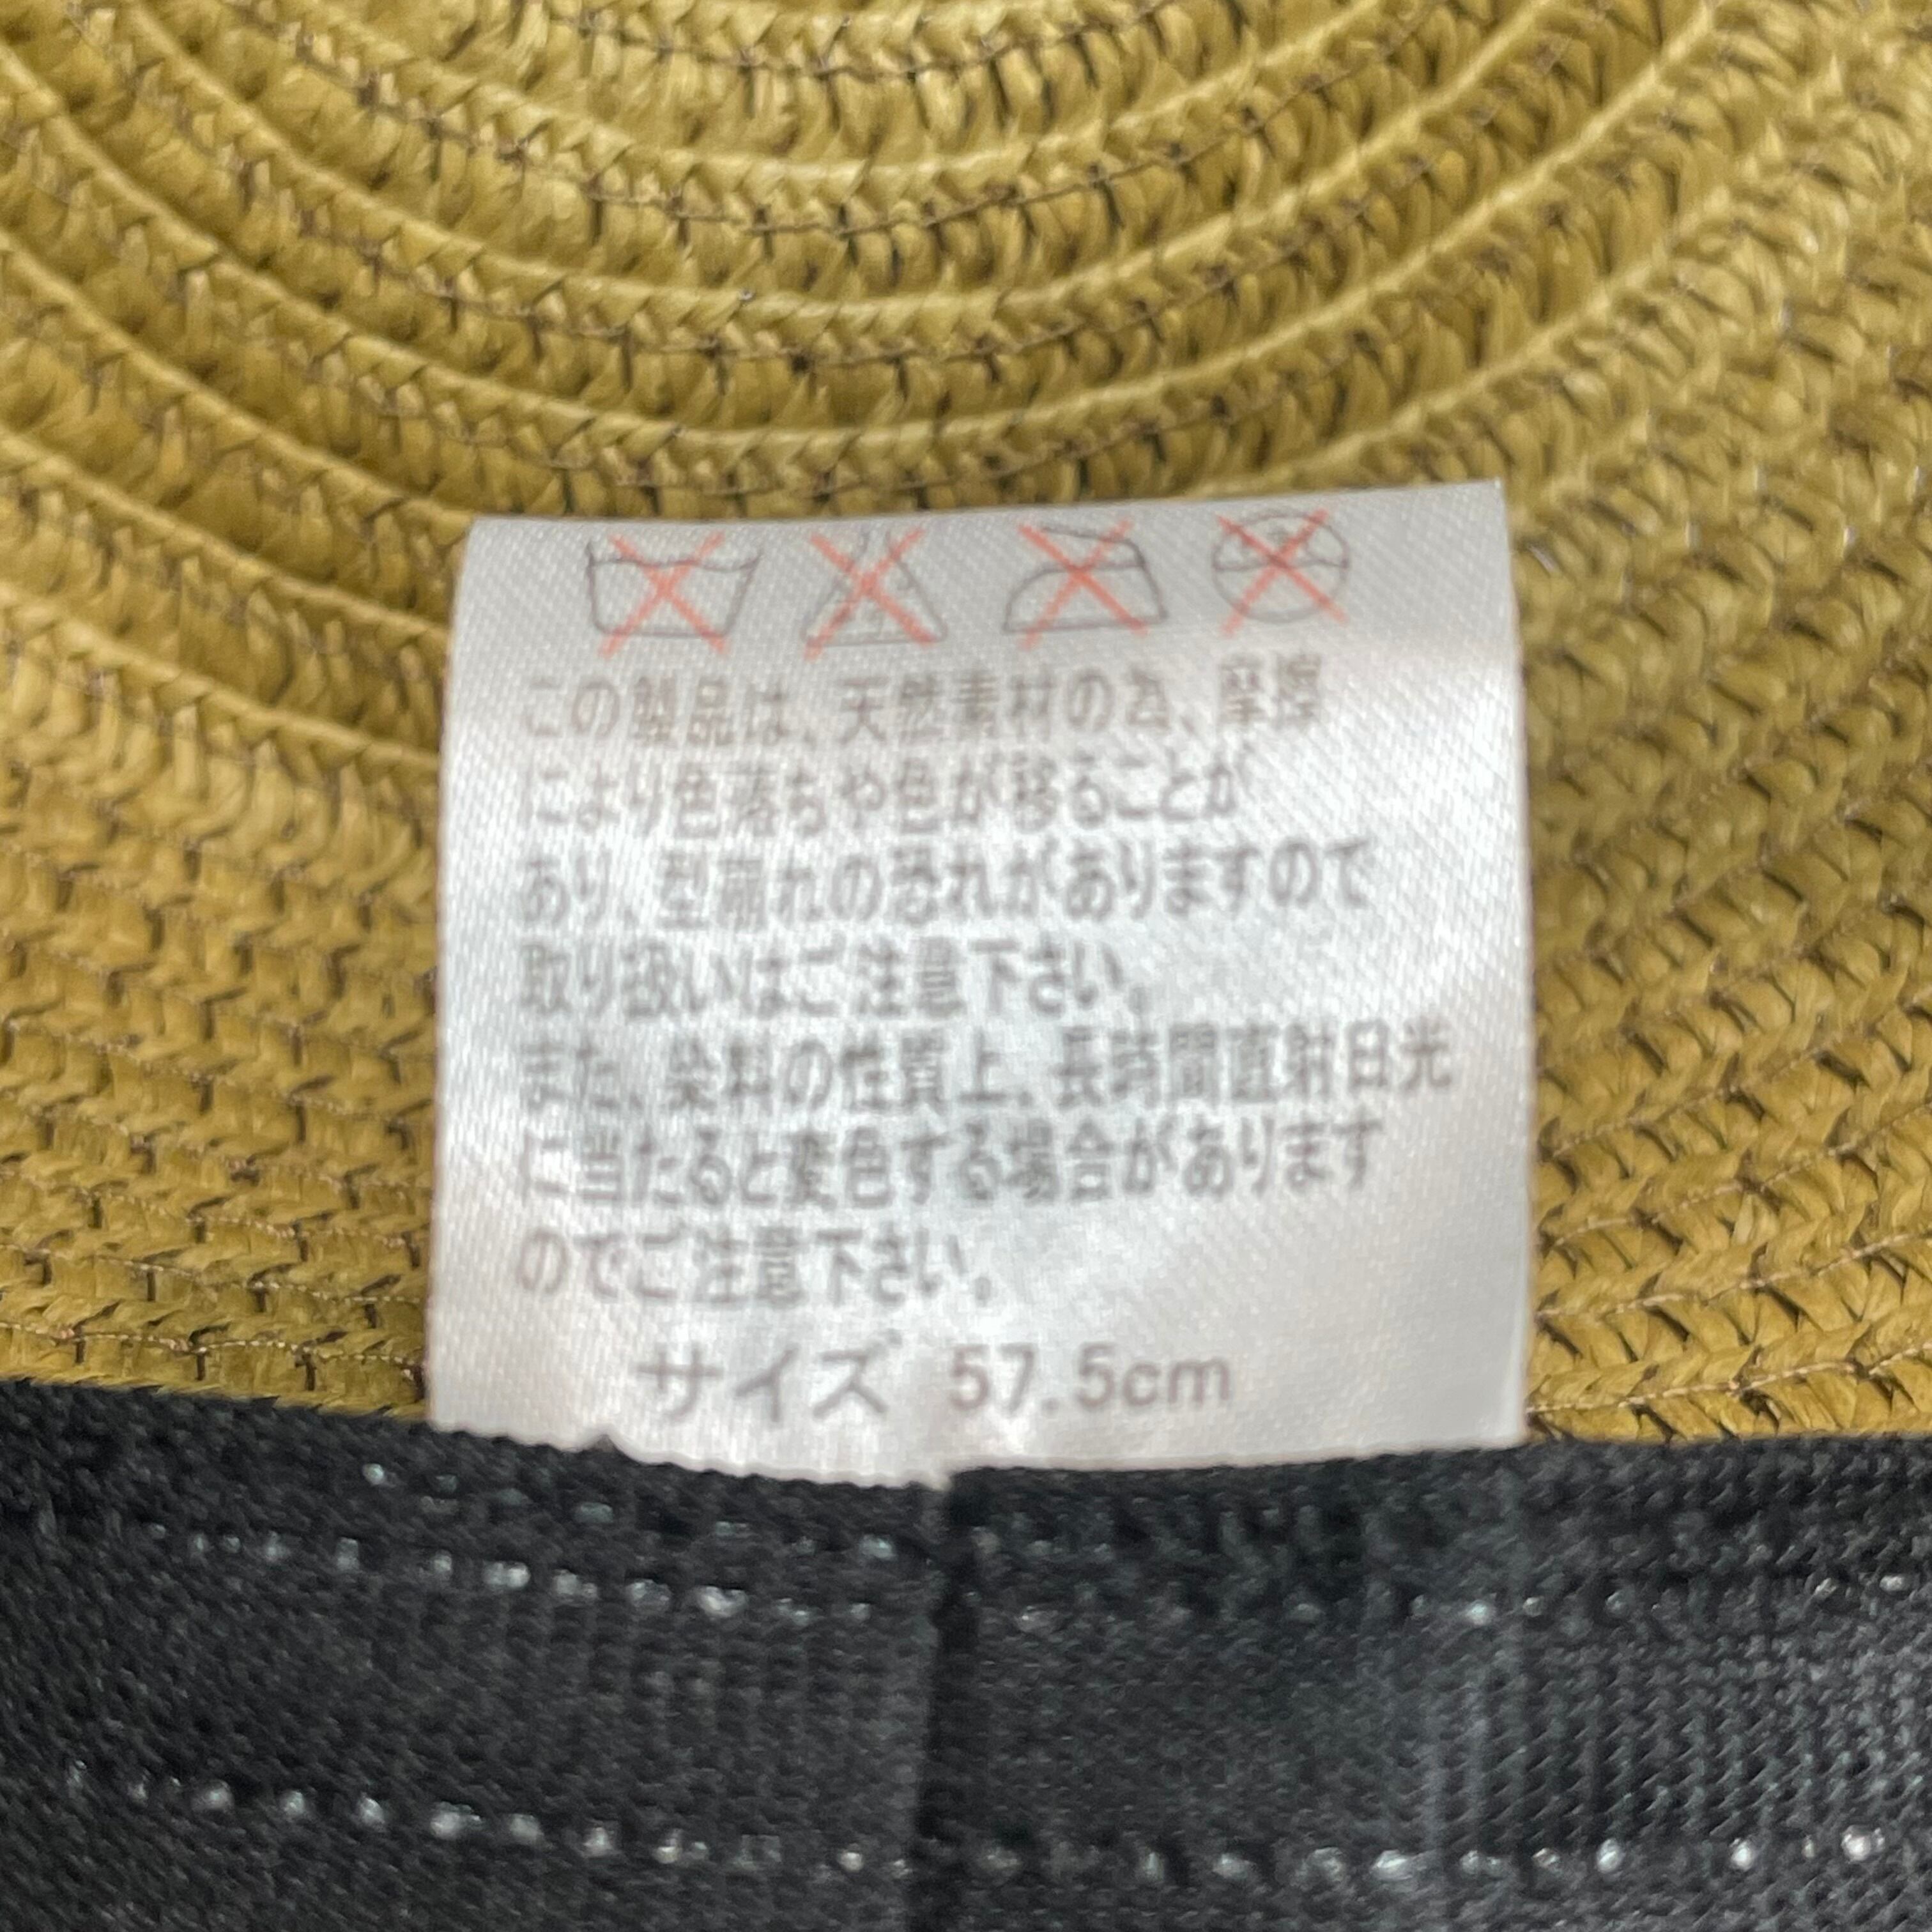 この製品は、天然素材の為、摩擦
により色落ちや色が移ることが
あり、型崩れの恐れがありますので
取り扱いはご注意下さい。
また、染料の性質上、長時間直射日光
に当たると変色する場合があります
のでご注意下さい。
サイズ 57.5cm